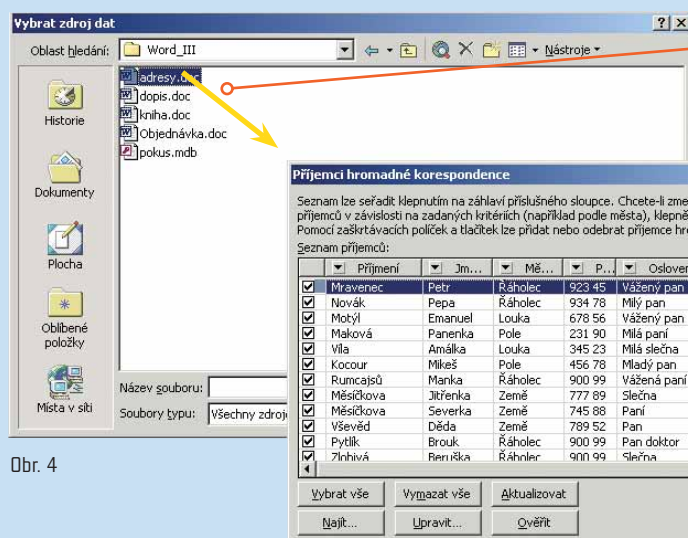 Vybrat zdroj dat
Oblast hledání: Word_III Nástroje
Historie
Dokumenty
Plocha
Oblíbené
položky
Místa v síti
adresy.doc
dopis.doc
kniha.doc
Objednávka.doc
pokus.mdb
Název souboru:
Soubory typu: Všechny zdroj
Příjemci hromadné korespondence
Seznam lze seřadit klepnutím na záhlaví příslušného sloupce. Chcete-li
příjemců v závislosti na zadaných kritériích (například podle města), klepně
Pomocí zaškrtávacích políček a tlačítek lze přidat nebo odebrat příjemce
Seznam příjemců:
Příjmení Jm... Mě... P... Osloven
Mravenec Petr Řáholec 923 45 Vážený pan
Novák Pepa Řáholec 934 78 Milý pan
Motýl Emanuel Louka 678 56 Vážený pan
Maková Panenka Pole 231 90 Milá paní
Víla Amálka Louka 345 23 Milá slečna
Kocour Mikeš Pole 456 78 Mladý pan
Rumcajsů Manka Řáholec 900 99 Vážená paní
Měsíčkova Jitřenka Země 777 89 Slečna
Měsíčkova Severka Země 745 88 Paní
Vševěd Děda Země 789 52 Pan
Pytlík Brouk Řáholec 900 99 Pan doktor
Zlobivá Beruška Řáholec 900 99 Slečna
Vybrat vše Vymazat vše Aktualizovat
Najít... Upravit... Ověřit
Obr. 4